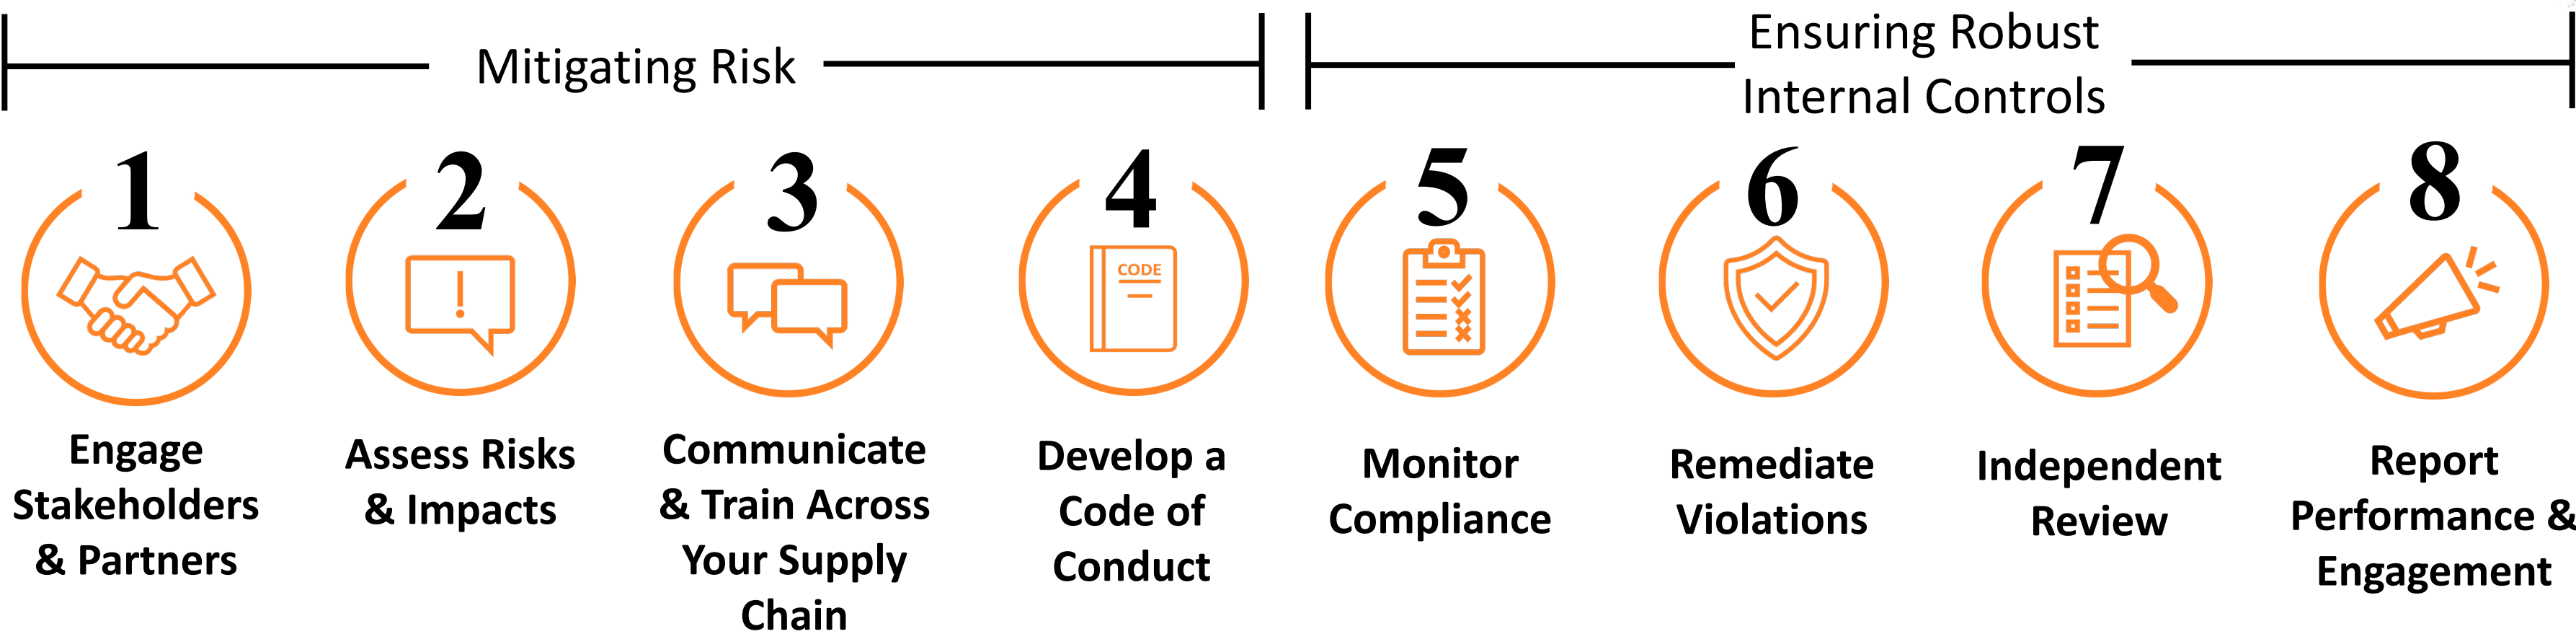 Mitigating Risk
Ensuring Robust
Internal Controls
1
Engage
Stakeholders
& Partners
2
Assess Risks
& Impacts
3
Communicate
& Train Across
Your Supply
Chain
4
CODE
Develop a
Code of
Conduct
5
Monitor
Compliance
6
Remediate
Violations
7
Independent
Review
8
Report
Performance &
Engagement